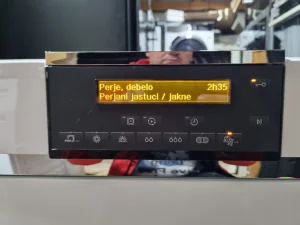 Perje, debelo 2h35
Perjani jastuci / jakne